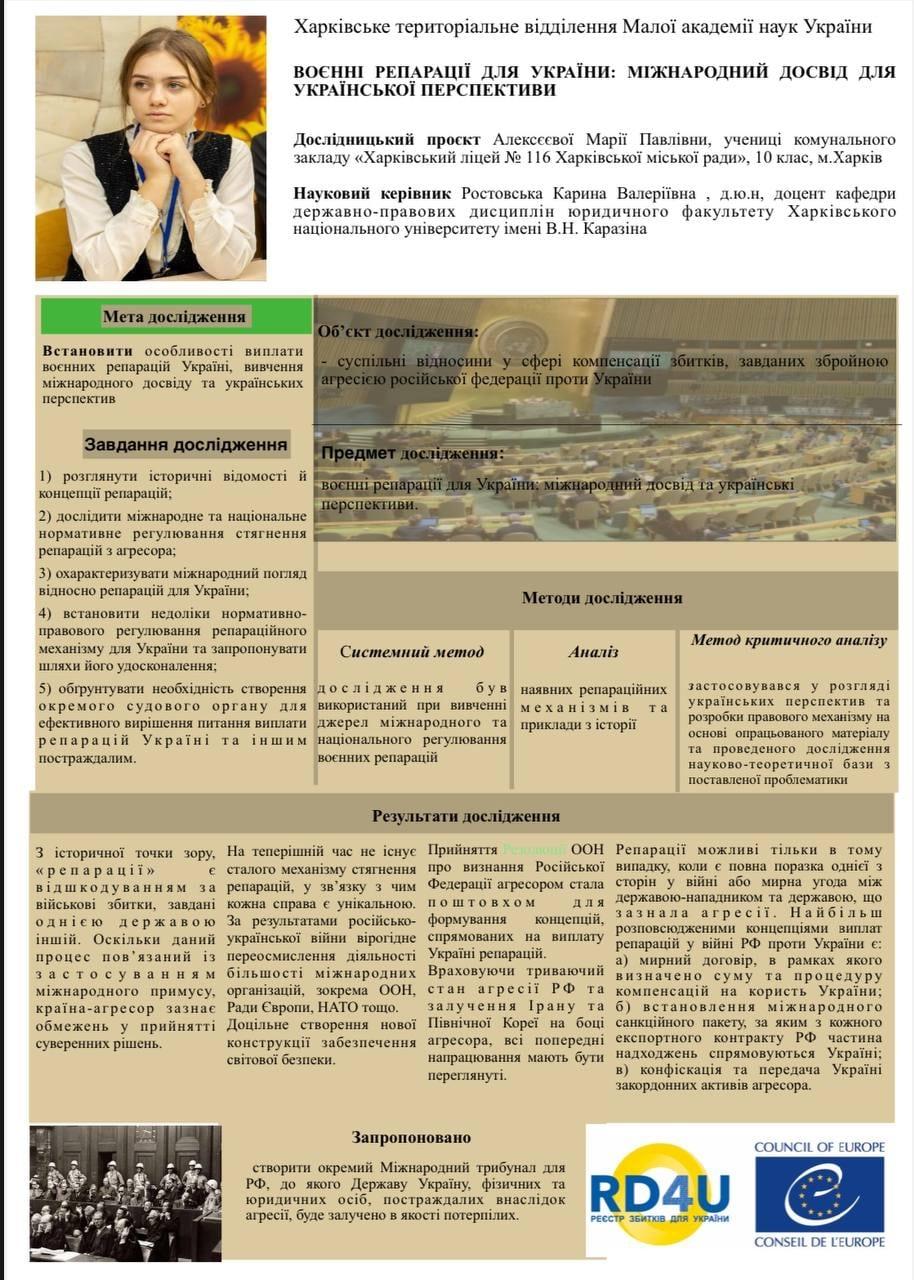 Харківське територіальне відділення Малої академії наук України
ВОЄННІ РЕПАРАЦІЇ ДЛЯ УКРАЇНИ: МІЖНАРОДНИЙ ДОСВІД ДЛЯ
УКРАЇНСЬКОЇ ПЕРСПЕКТИВИ
Дослідницький проєкт Алексєєвої Марії Павлівни, учениці комунального
закладу «Харківський ліцей № 116 Харківської міської ради», 10 клас, м.Харків
Науковий керівник Ростовська Карина Валеріївна , д.ю.н, доцент кафедри
державно-правових дисциплін юридичного факультету Харківського
національного університету імені В.Н. Каразіна
Мета дослідження
Встановити особливості виплати
воєнних репарацій Україні, вивчення
міжнародного досвіду та українських
перспектив
Завдання дослідження
1) розглянути історичні відомості й
концепції репарацій;
2) дослідити міжнародне та національне
нормативне регулювання стягнення
репарацій з агресора;
3) охарактеризувати міжнародний погляд
відносно репарацій для України;
4) встановити недоліки нормативно-
правового регулювання репараційного
механізму для України та запропонувати
шляхи його удосконалення;
5) обґрунтувати необхідність створення
окремого судового органу для
ефективного вирішення питання виплати
репарацій Україні та іншим
постраждалим.
Об’єкт дослідження:
- суспільні відносини у сфері компенсації збитків, завданих збройною
агресією російської федерації проти України
Предмет дослідження:
воєнні репарації для України: міжнародний досвід та українські
перспективи.
Методи дослідження
Системний метод
дослідження був
використаний при вивченні
джерел міжнародного та
національного регулювання
воєнних репарацій
Аналіз
наявних репараційних
механізмів та
приклади з історії
Метод критичного аналізу
застосовувався у розгляді
українських перспектив та
розробки правового механізму на
основі опрацьованого матеріалу
та проведеного дослідження
науково-теоретичної бази з
поставленої проблематики
Результати дослідження
З історичної точки зору,
«репарації» є
відшкодуванням за
військові збитки, завдані
однією державою
іншій. Оскільки даний
процес пов’язаний із
застосуванням
міжнародного примусу,
країна-агресор зазнає
обмежень у прийнятті
суверенних рішень.
На теперішній час не існує
сталого механізму стягнення
репарацій, у зв’язку з чим
кожна справа є унікальною.
За результатами російсько-
української війни вірогідне
переосмислення діяльності
більшості міжнародних
організацій, зокрема ООН,
Ради Європи, НАТО тощо.
Доцільне створення нової
конструкції забезпечення
світової безпеки.
Прийняття Резолюції ООН
про визнання Російської
Федерації агресором стала
поштовхом для
формування концепцій,
спрямованих на виплату
Україні репарацій.
Враховуючи триваючий
стан агресії РФ та
залучення Ірану та
Північної Кореї на боці
агресора, всі попередні
напрацювання мають бути
переглянуті.
Репарації можливі тільки в тому
випадку, коли є повна поразка однієї з
сторін у війні або мирна угода між
державою-нападником та державою, що
зазнала агресії. Найбільш
розповсюдженими концепціями виплат
репарацій у війні РФ проти України є:
а) мирний договір, в рамках якого
визначено суму та процедуру
компенсацій на користь України;
б) встановлення міжнародного
санкційного пакету, за яким з кожного
експортного контракту РФ частина
надходжень спрямовуються Україні;
в) конфіскація та передача Україні
закордонних активів агресора.
Запропоновано
створити окремий Міжнародний трибунал для
РФ, до якого Державу Україну, фізичних та
юридичних осіб, постраждалих внаслідок
агресії, буде залучено в якості потерпілих.
RD4U
РЕЄСТР ЗБИТКІВ ДЛЯ УКРАЇНИ
COUNCIL OF EUROPE
CONSEIL DE L'EUROPE